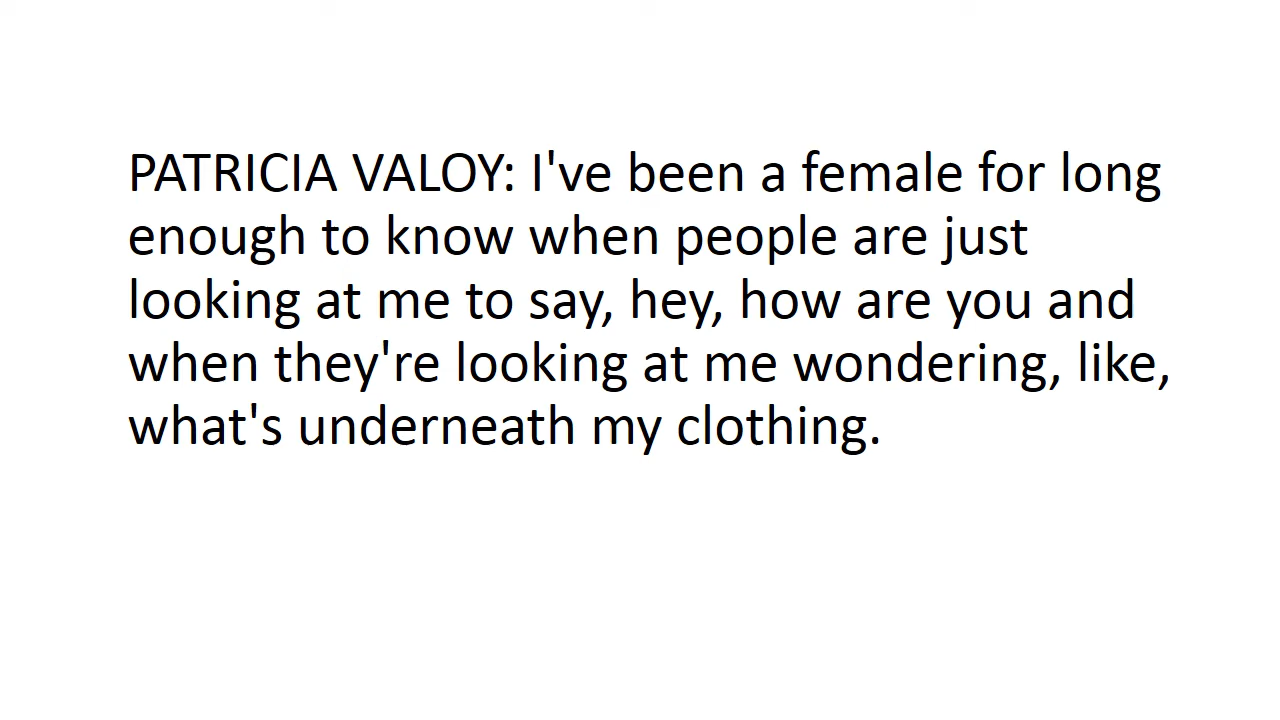 PATRICIA VALOY: I've been a female for long
enough to know when people are just
looking at me to say, hey, how are you and
when they're looking at me wondering, like,
what's underneath my clothing.